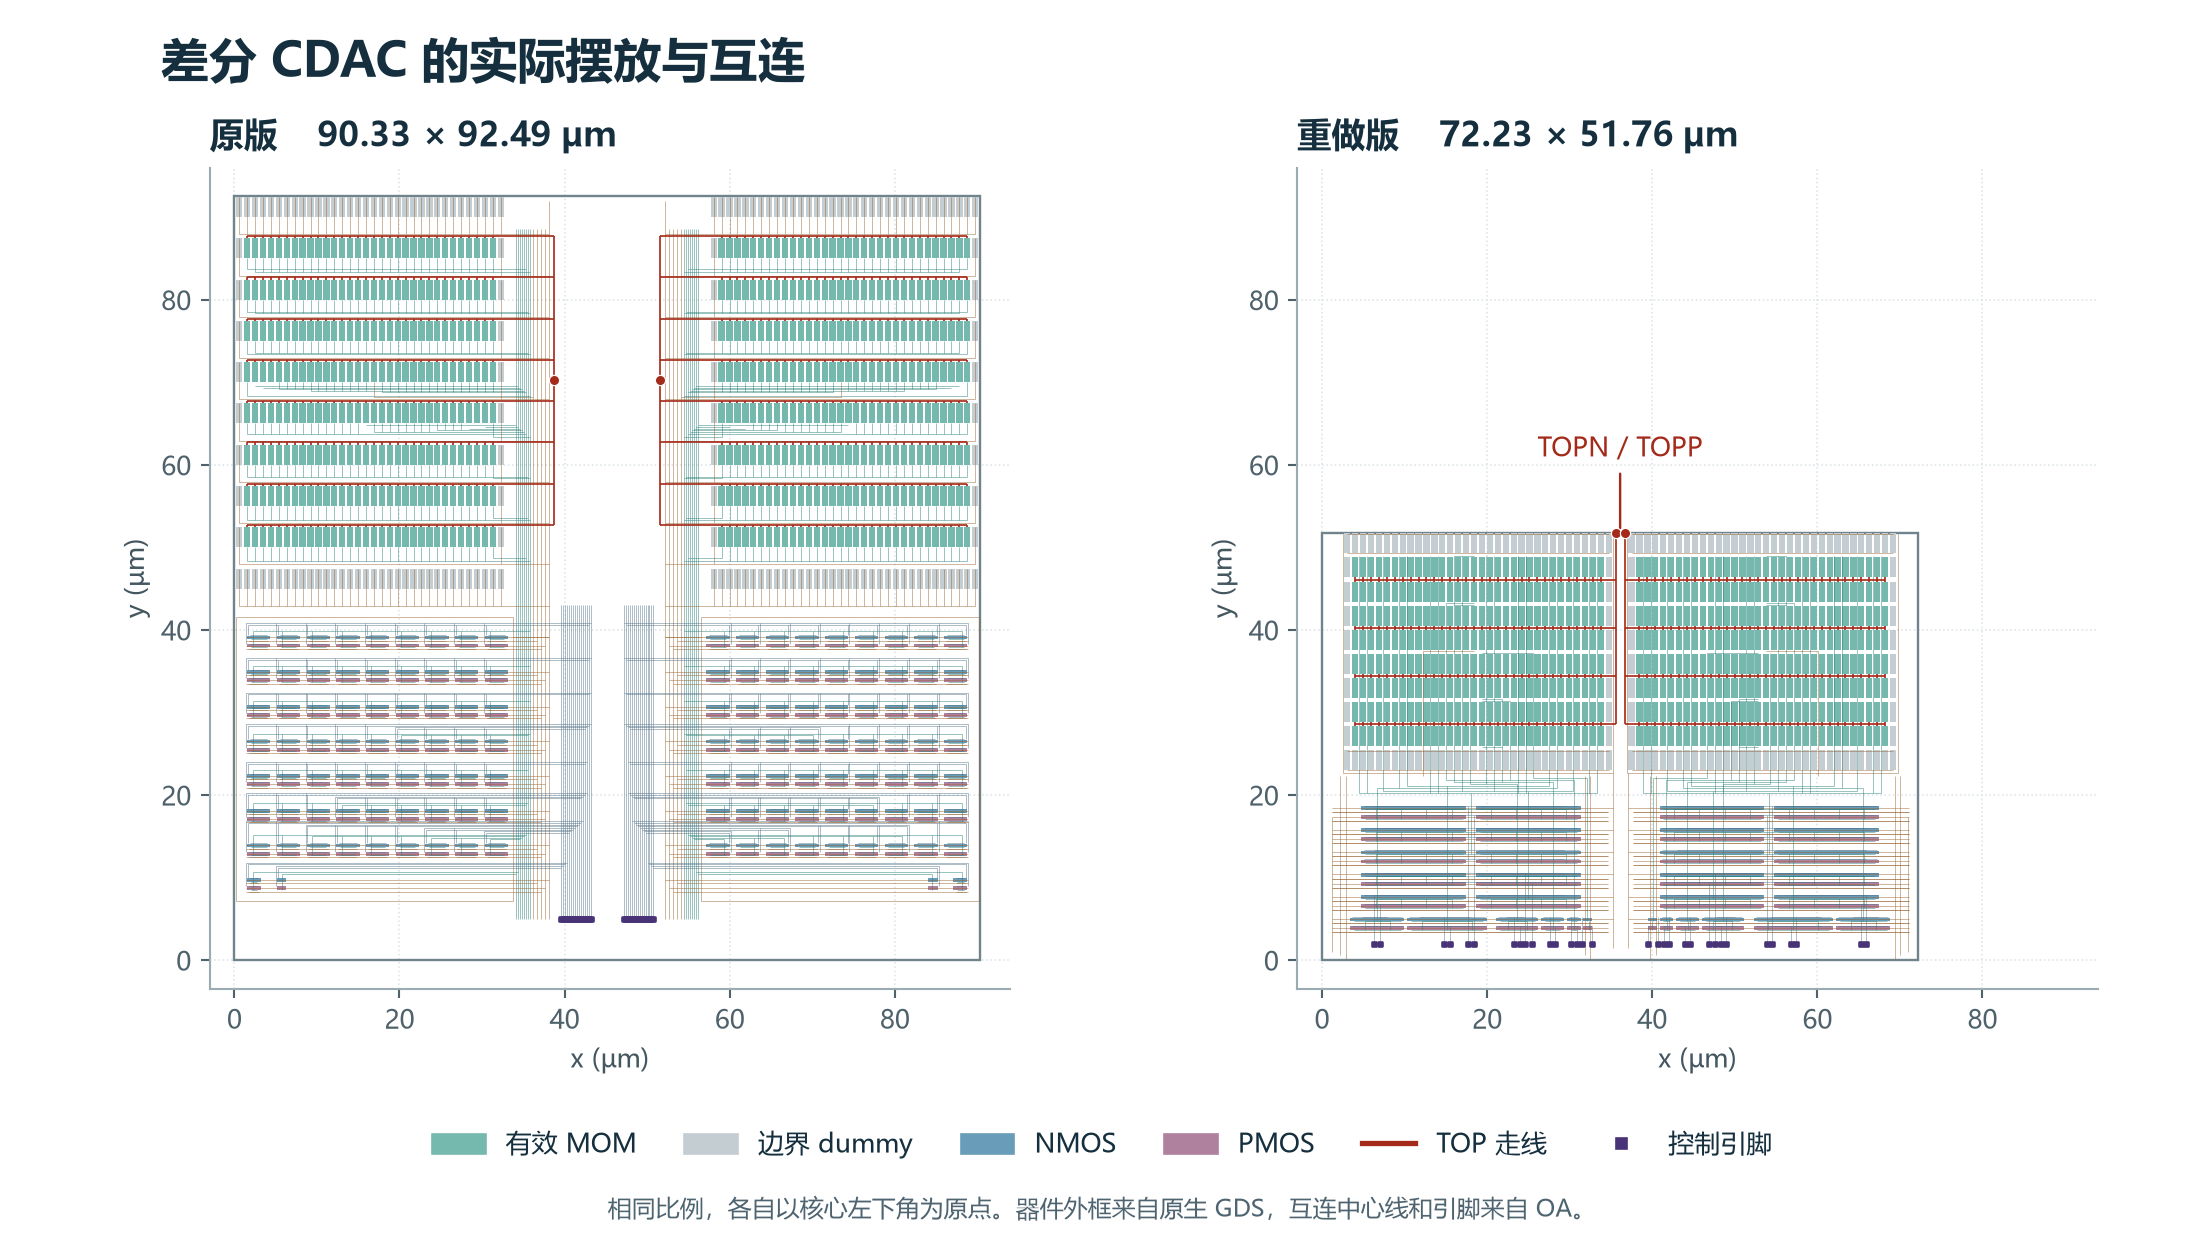 差分 CDAC 的实际摆放与互连
原版 90.33 × 92.49 μm
重做版 72.23 × 51.76 μm
80
60
40
20
0
y (μm)
0 20 40 60 80
x (μm)
80
60
40
20
0
y (μm)
TOPN / TOPP
0 20 40 60 80
x (μm)
有效 MOM 边界 dummy NMOS PMOS TOP 走线 控制引脚
相同比例，各自以核心左下角为原点。器件外框来自原生 GDS，互连中心线和引脚来自 OA。